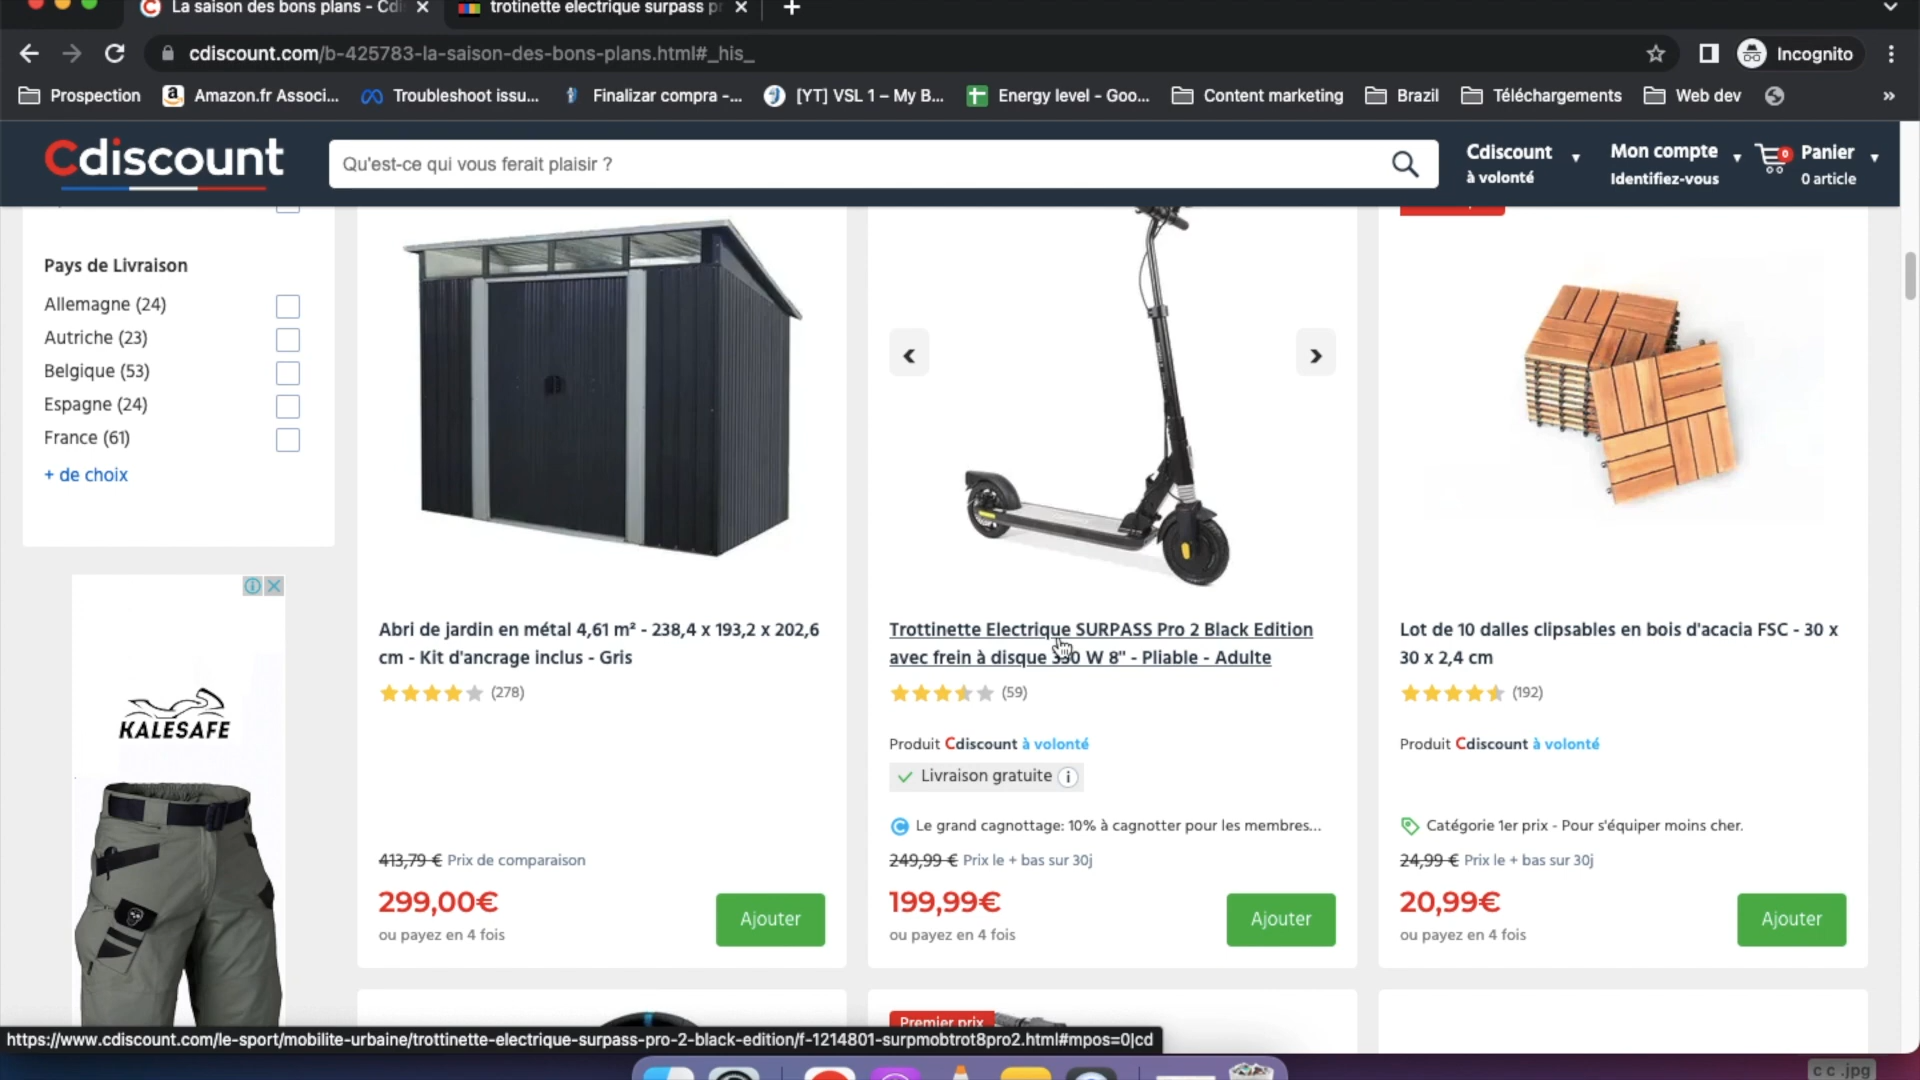 La saison des bons plans - Cdi
trotinette electrique surpass pr
cdiscount.com/b-425783-la-saison-des-bons-plans.html#_his_
Incognito
Prospection
Amazon.fr Associ...
Troubleshoot issu...
Finalizar compra -...
[YT] VSL 1 – My B...
Energy level - Goo...
Content marketing
Brazil
Téléchargements
Web dev
»
Cdiscount
Qu'est-ce qui vous ferait plaisir ?
Cdiscount
à volonté
Mon compte
Identifiez-vous
0
Panier
0 article
Pays de Livraison
Allemagne (24)
Autriche (23)
Belgique (53)
Espagne (24)
France (61)
+ de choix
KALESAFE
Abri de jardin en métal 4,61 m² - 238,4 x 193,2 x 202,6
cm - Kit d'ancrage inclus - Gris
(278)
413,79 € Prix de comparaison
299,00€
ou payez en 4 fois
Ajouter
Trottinette Electrique SURPASS Pro 2 Black Edition
avec frein à disque 350 W 8" - Pliable - Adulte
(59)
Produit Cdiscount à volonté
Livraison gratuite i
Le grand cagnottage: 10% à cagnotter pour les membres...
249,99 € Prix le + bas sur 30j
199,99€
ou payez en 4 fois
Ajouter
Lot de 10 dalles clipsables en bois d'acacia FSC - 30 x
30 x 2,4 cm
(192)
Produit Cdiscount à volonté
Catégorie 1er prix - Pour s'équiper moins cher.
24,99 € Prix le + bas sur 30j
20,99€
ou payez en 4 fois
Ajouter
Premier prix
https://www.cdiscount.com/le-sport/mobilite-urbaine/trottinette-electrique-surpass-pro-2-black-edition/f-1214801-surpmobtrot8pro2.html#mpos=0|cd
c c .jpg